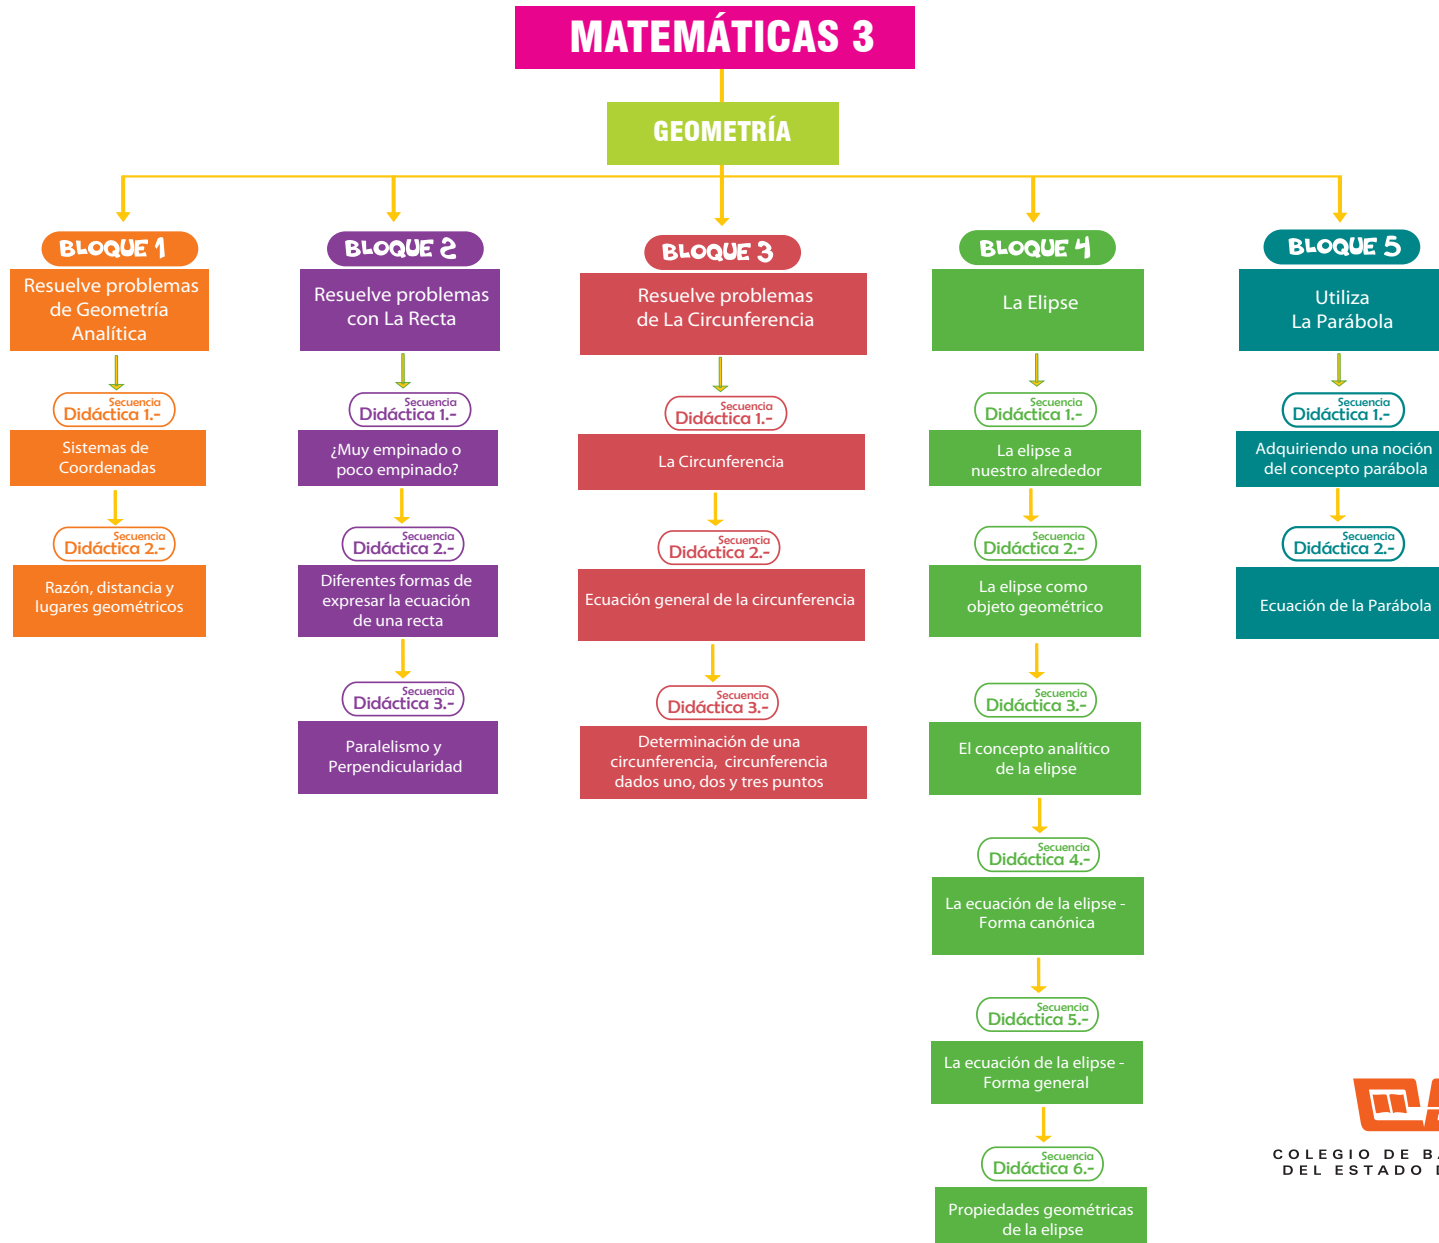 MATEMÁTICAS 3
GEOMETRÍA
BLOQUE 1
Resuelve problemas
de Geometría
Analítica
Secuencia
Didáctica 1.-
Sistemas de
Coordenadas
Secuencia
Didáctica 2.-
Razón, distancia y
lugares geométricos
BLOQUE 2
Resuelve problemas
con La Recta
Secuencia
Didáctica 1.-
¿Muy empinado o
poco empinado?
Secuencia
Didáctica 2.-
Diferentes formas de
expresar la ecuación
de una recta
Secuencia
Didáctica 3.-
Paralelismo y
Perpendicularidad
BLOQUE 3
Resuelve problemas
de La Circunferencia
Secuencia
Didáctica 1.-
La Circunferencia
Secuencia
Didáctica 2.-
Ecuación general de la circunferencia
Secuencia
Didáctica 3.-
Determinación de una
circunferencia, circunferencia
dados uno, dos y tres puntos
BLOQUE 4
La Elipse
Secuencia
Didáctica 1.-
La elipse a
nuestro alrededor
Secuencia
Didáctica 2.-
La elipse como
objeto geométrico
Secuencia
Didáctica 3.-
El concepto analítico
de la elipse
Secuencia
Didáctica 4.-
La ecuación de la elipse -
Forma canónica
Secuencia
Didáctica 5.-
La ecuación de la elipse -
Forma general
Secuencia
Didáctica 6.-
Propiedades geométricas
de la elipse
BLOQUE 5
Utiliza
La Parábola
Secuencia
Didáctica 1.-
Adquiriendo una noción
del concepto parábola
Secuencia
Didáctica 2.-
Ecuación de la Parábola
COLEGIO DE
DEL ESTADO